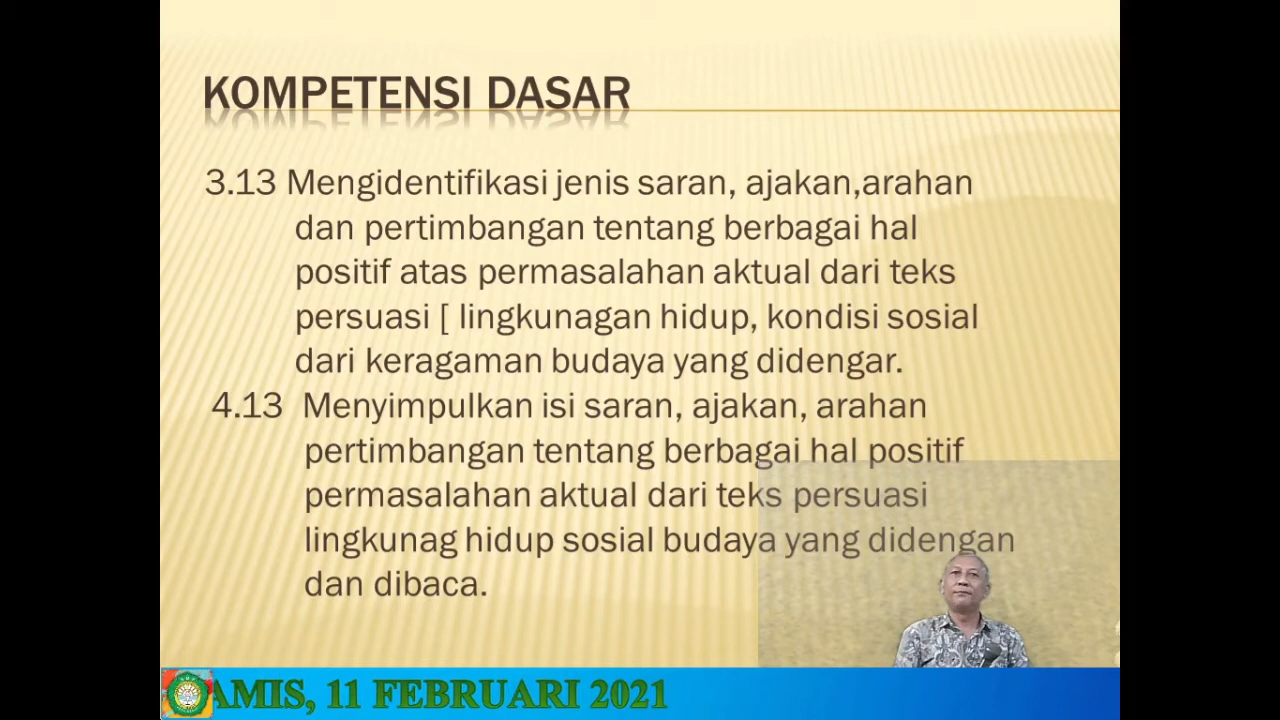 KOMPETENSI DASAR
3.13 Mengidentifikasi jenis saran, ajakan,arahan
dan pertimbangan tentang berbagai hal
positif atas permasalahan aktual dari teks
persuasi [ lingkunagan hidup, kondisi sosial
dari keragaman budaya yang didengar.
4.13 Menyimpulkan isi saran, ajakan, arahan
pertimbangan tentang berbagai hal positif
permasalahan aktual dari teks persuasi
lingkunag hidup sosial budaya yang didengan
dan dibaca.
AMIS, 11 FEBRUARI 2021